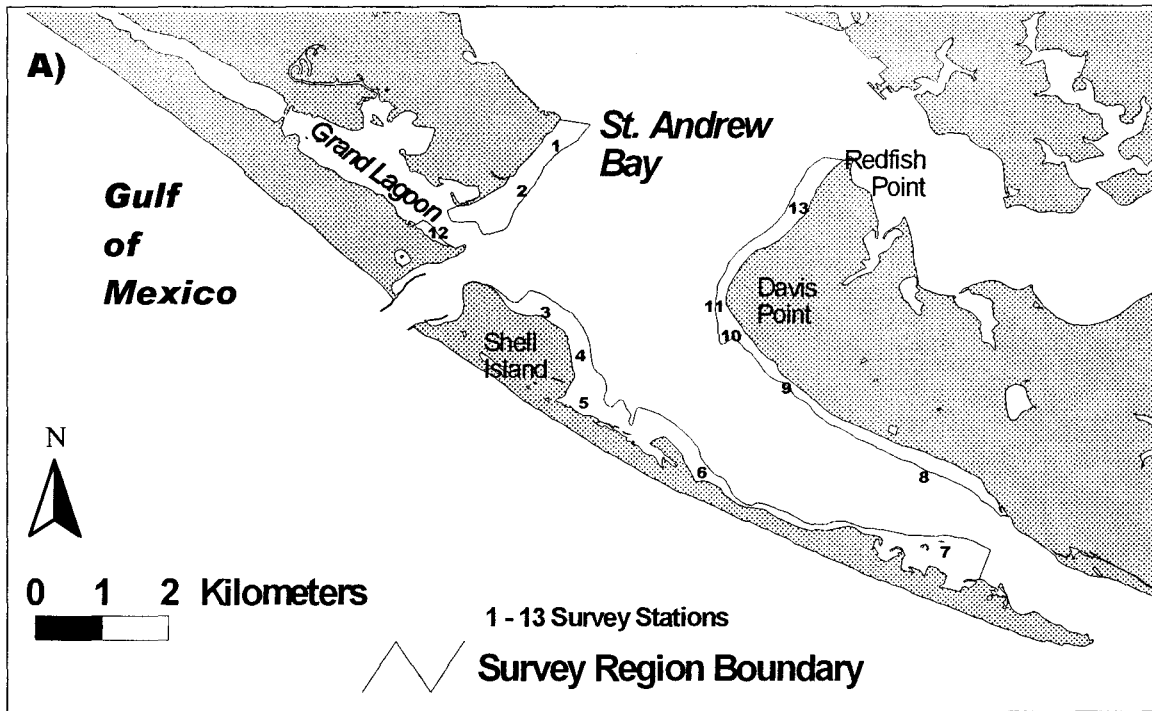 A)
Grand Lagoon
St. Andrew
Bay
Gulf
of
Mexico
Redfish
Point
Davis
Point
Shell
Island
1
2
12
13
3
11
10
4
9
5
6
8
7
N
0 1 2 Kilometers
1 - 13 Survey Stations
Survey Region Boundary